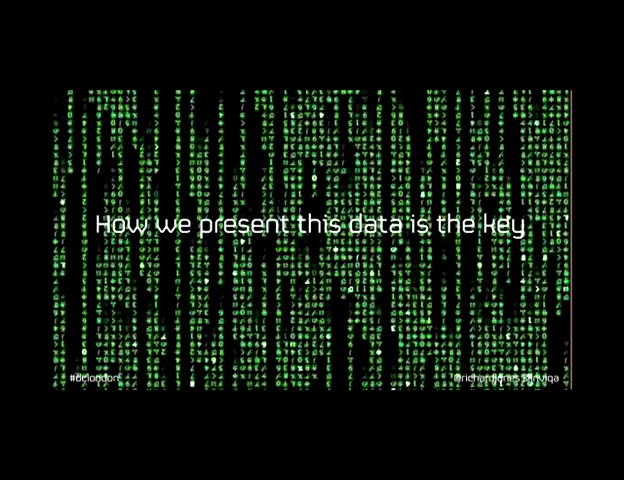 How we present this data is the key
#dclondon